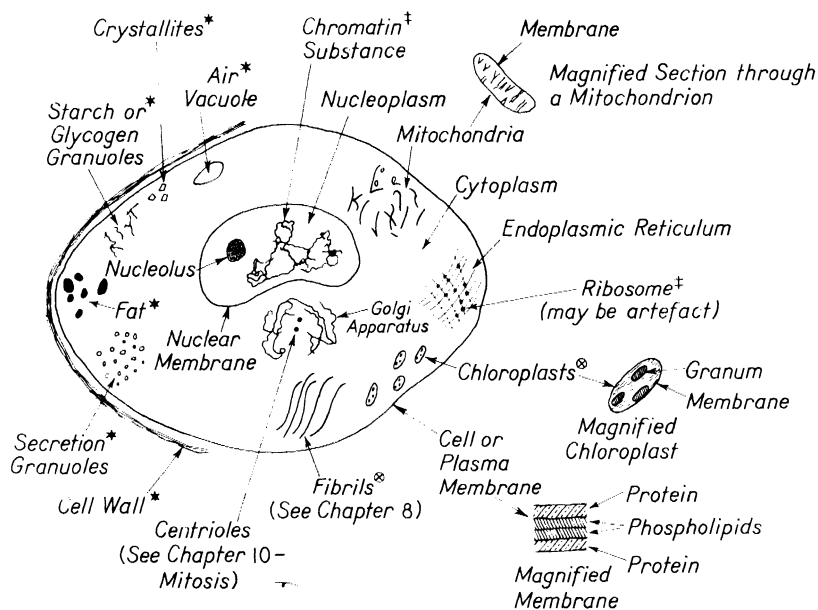 Crystallites*
Chromatin‡
Substance
Membrane
Air*
Vacuole
Magnified Section through
a Mitochondrion
Nucleoplasm
Starch or*
Glycogen
Granuoles
Mitochondria
Cytoplasm
Endoplasmic Reticulum
Nucleolus
Ribosome‡
(may be artefact)
Fat*
Golgi
Apparatus
Nuclear
Membrane
Chloroplasts⊗
Granum
Membrane
Magnified
Chloroplast
Secretion*
Granuoles
Cell or
Plasma
Membrane
Cell Wall*
Fibrils⊗
(See Chapter 8)
Protein
Phospholipids
Protein
Centrioles
(See Chapter 10-
Mitosis)
Magnified
Membrane